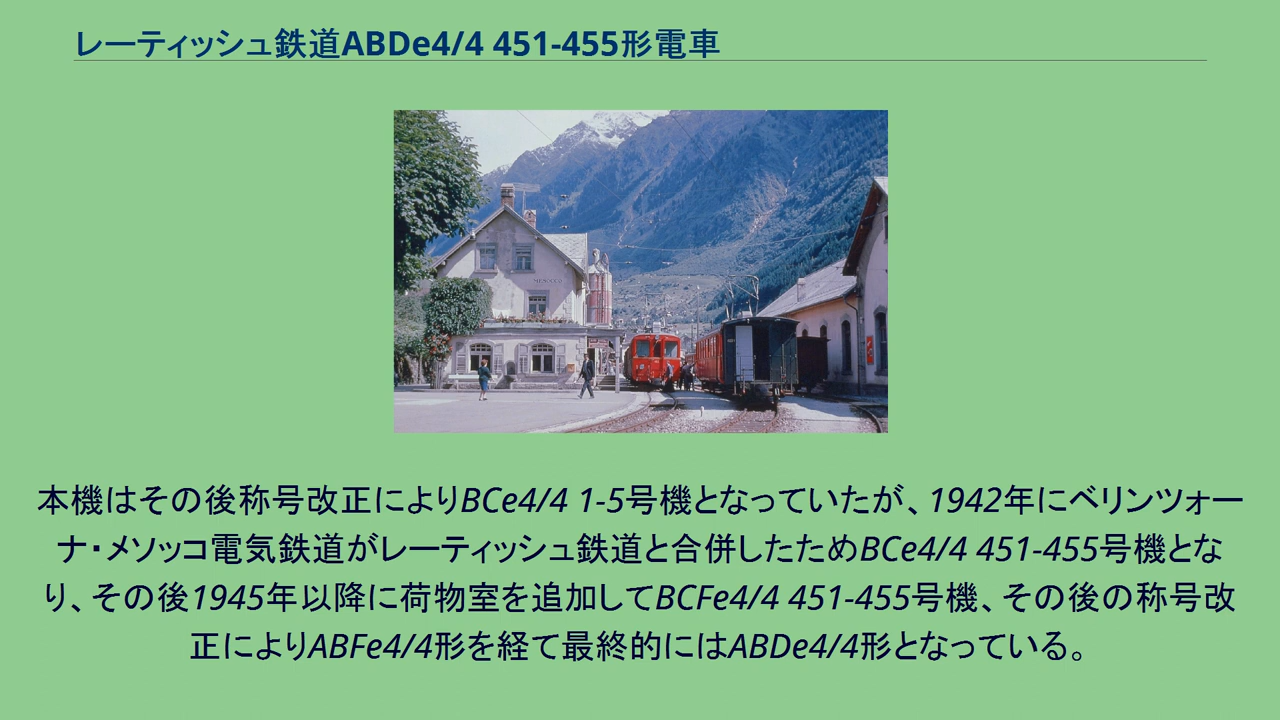 レーティッシュ鉄道ABDe4/4 451-455形電車
本機はその後称号改正によりBCe4/4 1-5号機となっていたが、1942年にベリンツォー
ナ・メソッコ電気鉄道がレーティッシュ鉄道と合併したためBCe4/4 451-455号機とな
り、その後1945年以降に荷物室を追加してBCFe4/4 451-455号機、その後の称号改
正によりABFe4/4形を経て最終的にはABDe4/4形となっている。